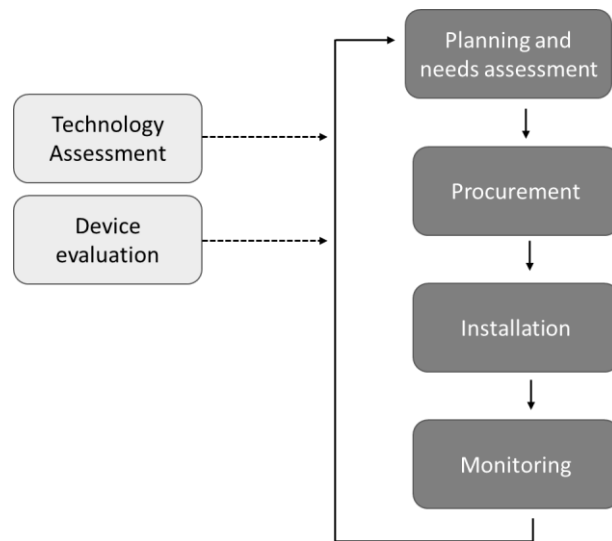 Planning and
needs assessment
Technology
Assessment
Procurement
Device
evaluation
Installation
Monitoring